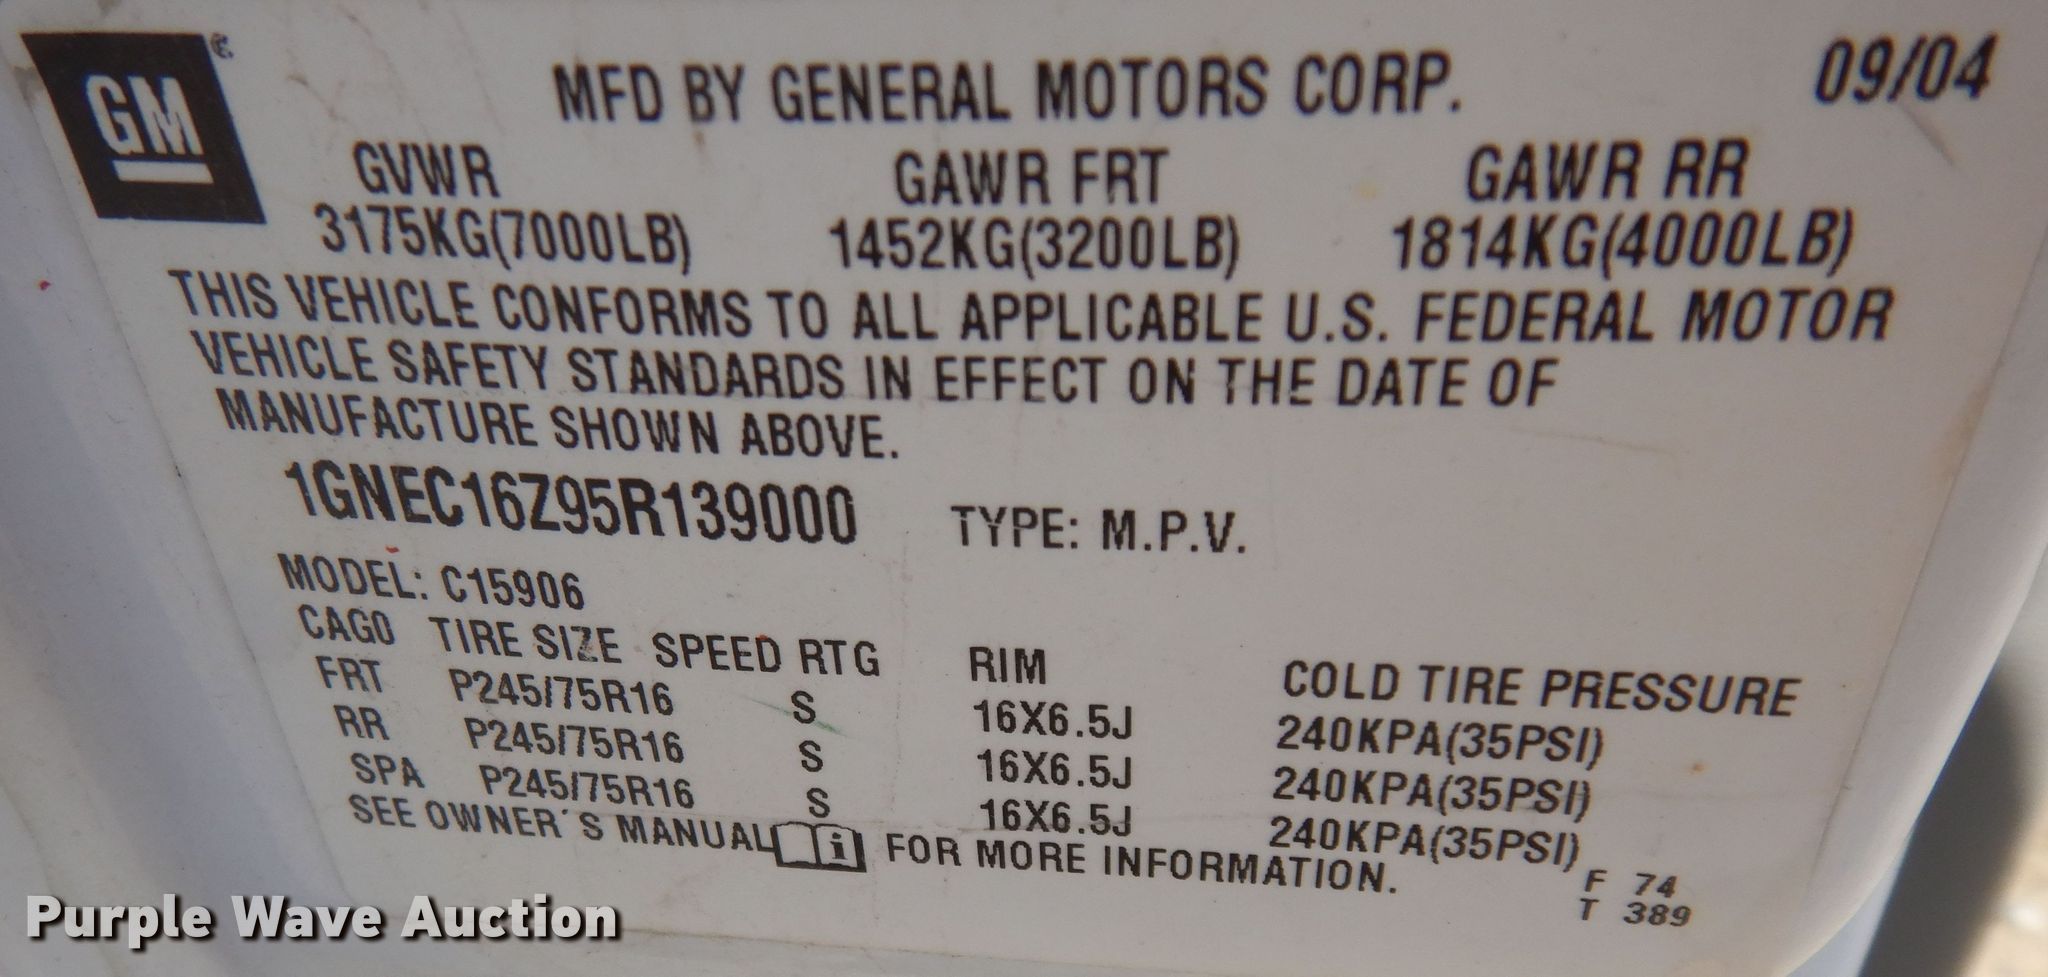 GM
MFD BY GENERAL MOTORS CORP. 09/04
GVWR GAWR FRT GAWR RR
3175KG(7000LB) 1452KG(3200LB) 1814KG(4000LB)
THIS VEHICLE CONFORMS TO ALL APPLICABLE U.S. FEDERAL MOTOR
VEHICLE SAFETY STANDARDS IN EFFECT ON THE DATE OF
MANUFACTURE SHOWN ABOVE.
1GNEC16Z95R139000 TYPE: M.P.V.
MODEL: C15906
CAGO TIRE SIZE SPEED RTG RIM COLD TIRE PRESSURE
FRT P245/75R16 S 16X6.5J 240KPA(35PSI)
RR P245/75R16 S 16X6.5J 240KPA(35PSI)
SPA P245/75R16 S 16X6.5J 240KPA(35PSI)
SEE OWNER´S MANUAL i FOR MORE INFORMATION.
F 74
T 389
Purple Wave Auction